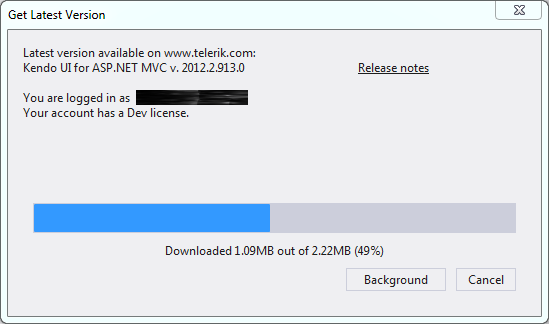 Get Latest Version
Latest version available on www.telerik.com:
Kendo UI for ASP.NET MVC v. 2012.2.913.0 Release notes
You are logged in as
Your account has a Dev license.
Downloaded 1.09MB out of 2.22MB (49%)
Background Cancel